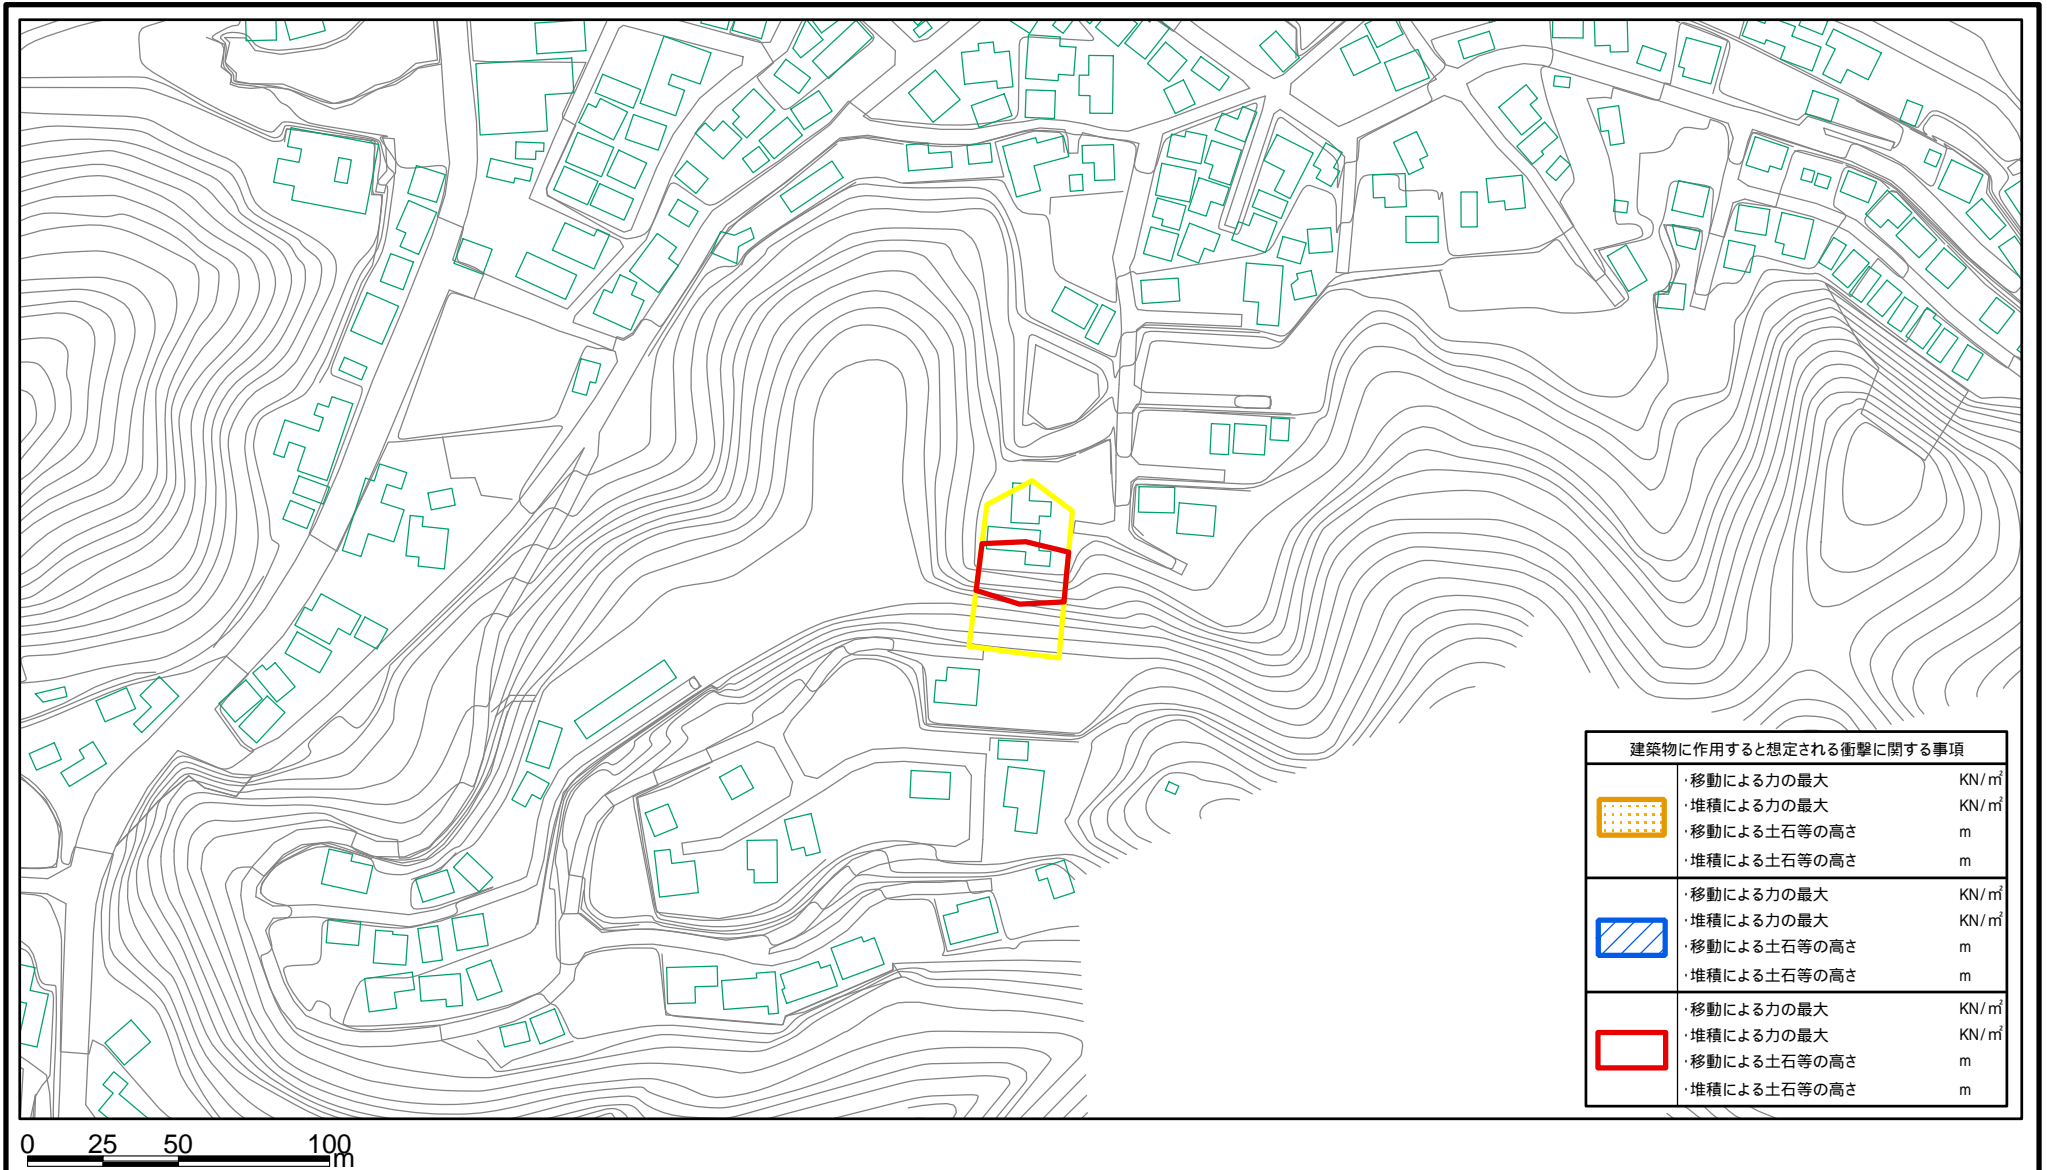 建築物に作用すると想定される衝撃に関する事項
・移動による力の最大 KN/㎡
・堆積による力の最大 KN/㎡
・移動による土石等の高さ m
・堆積による土石等の高さ m
・移動による力の最大 KN/㎡
・堆積による力の最大 KN/㎡
・移動による土石等の高さ m
・堆積による土石等の高さ m
・移動による力の最大 KN/㎡
・堆積による力の最大 KN/㎡
・移動による土石等の高さ m
・堆積による土石等の高さ m
0 25 50 100
m